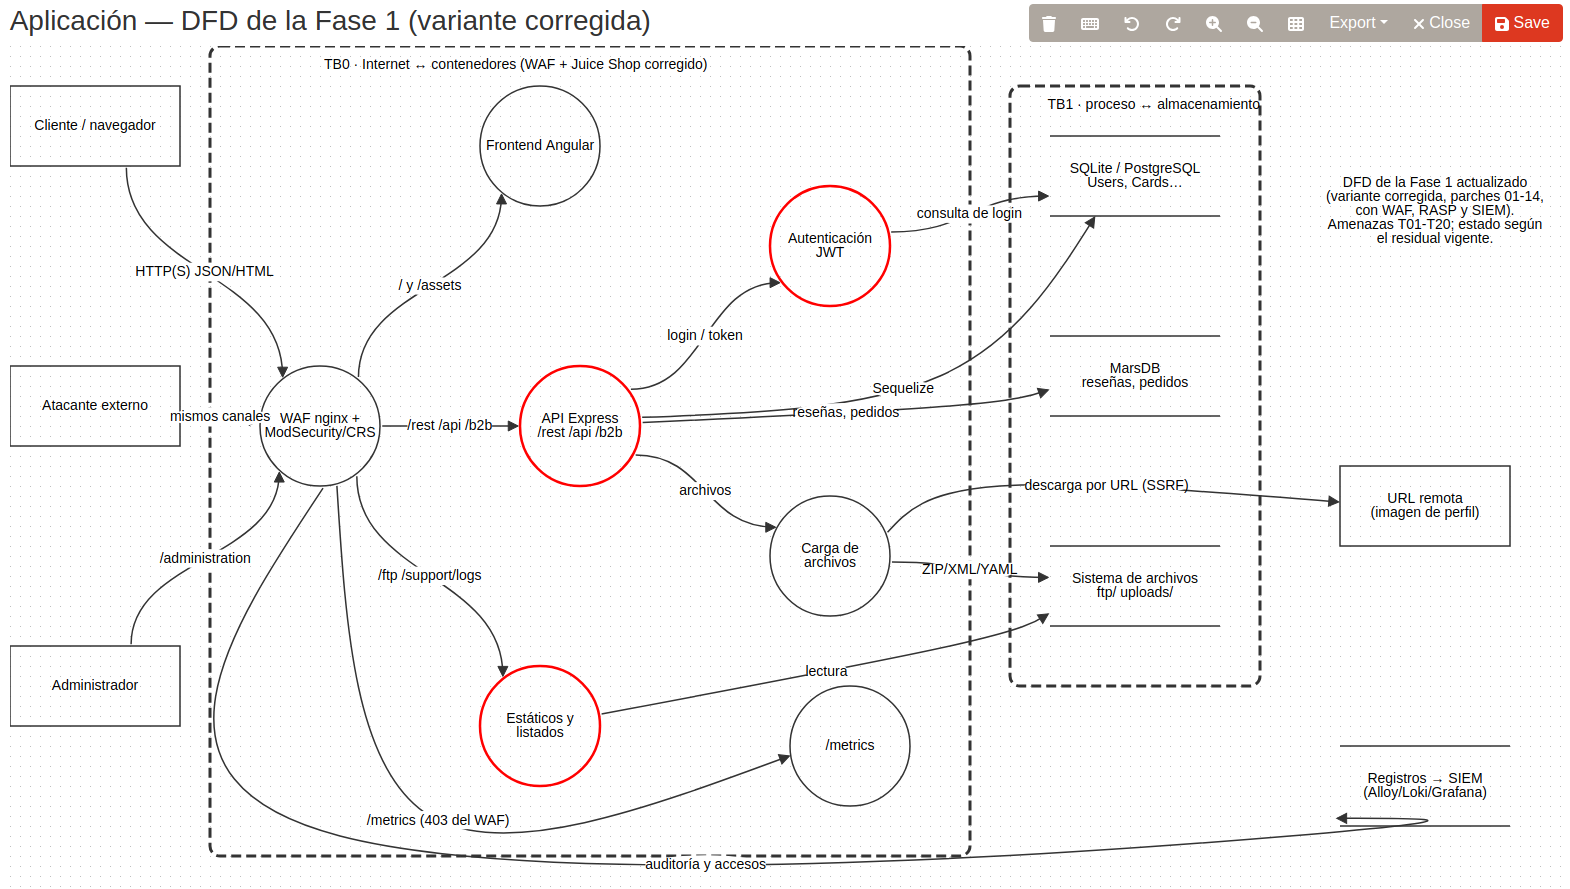 Aplicación — DFD de la Fase 1 (variante corregida)
Export
Close
Save
TB0 · Internet ↔ contenedores (WAF + Juice Shop corregido)
TB1 · proceso ↔ almacenamiento
Cliente / navegador
Frontend Angular
SQLite / PostgreSQL
Users, Cards…
DFD de la Fase 1 actualizado
(variante corregida, parches 01-14,
con WAF, RASP y SIEM).
Amenazas T01-T20; estado según
el residual vigente.
consulta de login
Autenticación
JWT
HTTP(S) JSON/HTML
/ y /assets
login / token
MarsDB
reseñas, pedidos
Sequelize
Atacante externo
mismos canales
WAF nginx +
ModSecurity/CRS
/rest /api /b2b
API Express
/rest /api /b2b
reseñas, pedidos
archivos
descarga por URL (SSRF)
URL remota
(imagen de perfil)
Carga de
archivos
/administration
/ftp /support/logs
ZIP/XML/YAML
Sistema de archivos
ftp/ uploads/
Administrador
lectura
Estáticos y
listados
/metrics
Registros → SIEM
(Alloy/Loki/Grafana)
/metrics (403 del WAF)
auditoría y accesos